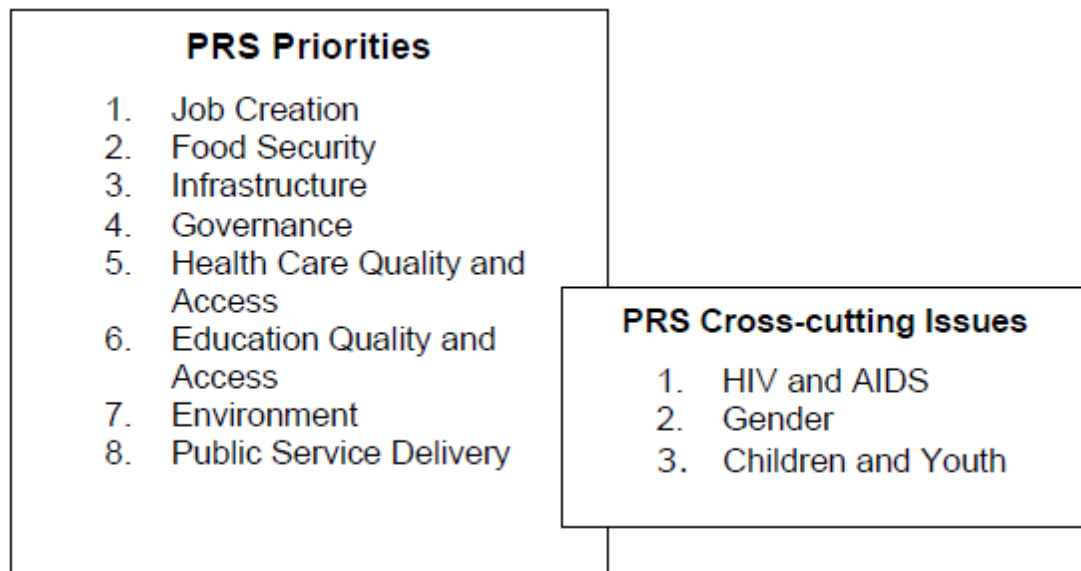 PRS Priorities
1. Job Creation
2. Food Security
3. Infrastructure
4. Governance
5. Health Care Quality and
Access
6. Education Quality and
Access
7. Environment
8. Public Service Delivery
PRS Cross-cutting Issues
1. HIV and AIDS
2. Gender
3. Children and Youth